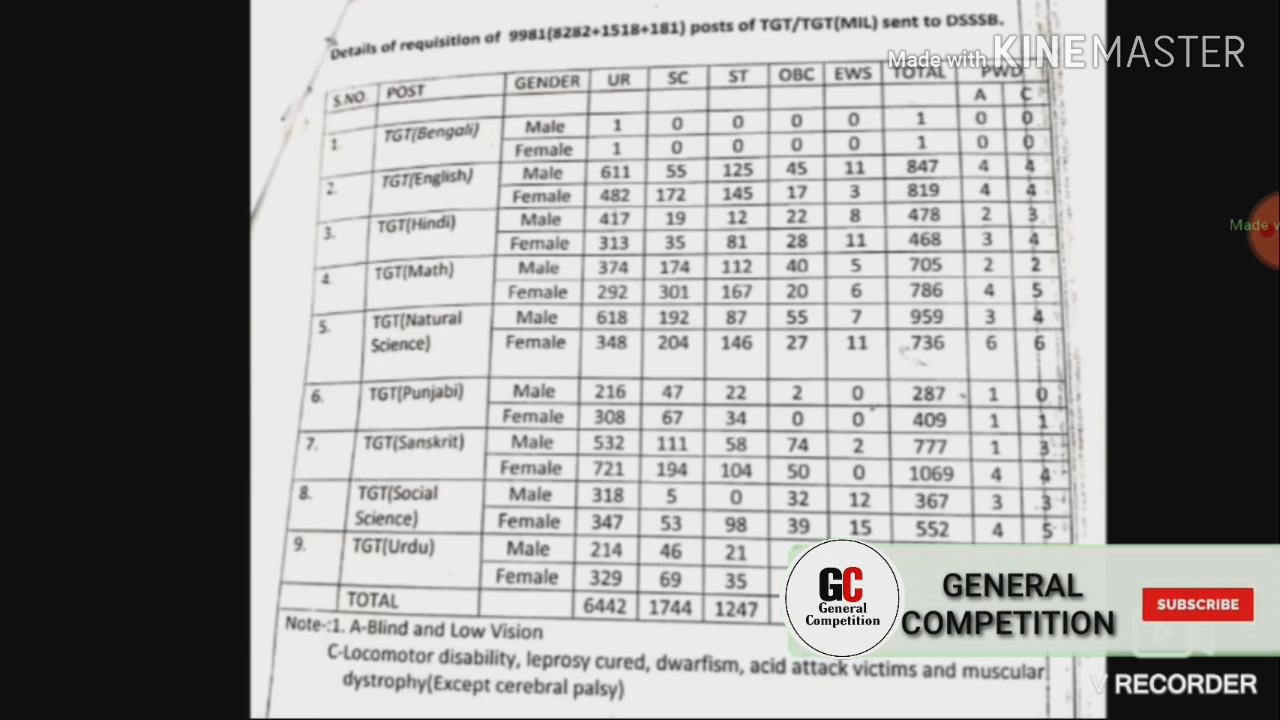 Details of requisition of 9981(8282+1518+181) posts of TGT/TGT(MIL) sent to DSSSB.
Made with KINEMASTER
S.NO. POST GENDER UR SC ST OBC EWS TOTAL PWD
A C
1. TGT(Bengali) Male 1 0 0 0 0 1 0 0
Female 1 0 0 0 0 1 0 0
2. TGT(English) Male 611 55 125 45 11 847 4 4
Female 482 172 145 17 3 819 4 4
3. TGT(Hindi) Male 417 19 12 22 8 478 2 3
Made
Female 313 35 81 28 11 468 3 4
4. TGT(Math) Male 374 174 112 40 5 705 2 2
Female 292 301 167 20 6 786 4 5
5. TGT(Natural Male 618 192 87 55 7 959 3 4
Science) Female 348 204 146 27 11 736 6 6
6. TGT(Punjabi) Male 216 47 22 2 0 287 1 0
Female 308 67 34 0 0 409 1 1
7. TGT(Sanskrit) Male 532 111 58 74 2 777 1 3
Female 721 194 104 50 0 1069 4 4
8. TGT(Social Male 318 5 0 32 12 367 3 3
Science) Female 347 53 98 39 15 552 4 5
9. TGT(Urdu) Male 214 46 21
Female 329 69 35
TOTAL 6442 1744 1247
GC
General
Competition
GENERAL
COMPETITION
SUBSCRIBE
Note-:1. A-Blind and Low Vision
C-Locomotor disability, leprosy cured, dwarfism, acid attack victims and muscular
dystrophy(Except cerebral palsy)
RECORDER